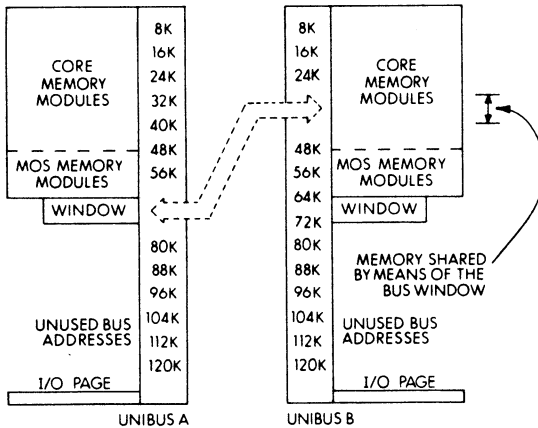 CORE
MEMORY
MODULES
MOS MEMORY
MODULES
WINDOW
UNUSED BUS
ADDRESSES
I/O PAGE
8K
16K
24K
32K
40K
48K
56K
80K
88K
96K
104K
112K
120K
UNIBUS A
8K
16K
24K
48K
56K
64K
72K
80K
88K
96K
104K
112K
120K
UNIBUS B
CORE
MEMORY
MODULES
MOS MEMORY
MODULES
WINDOW
MEMORY SHARED
BY MEANS OF THE
BUS WINDOW
UNUSED BUS
ADDRESSES
I/O PAGE